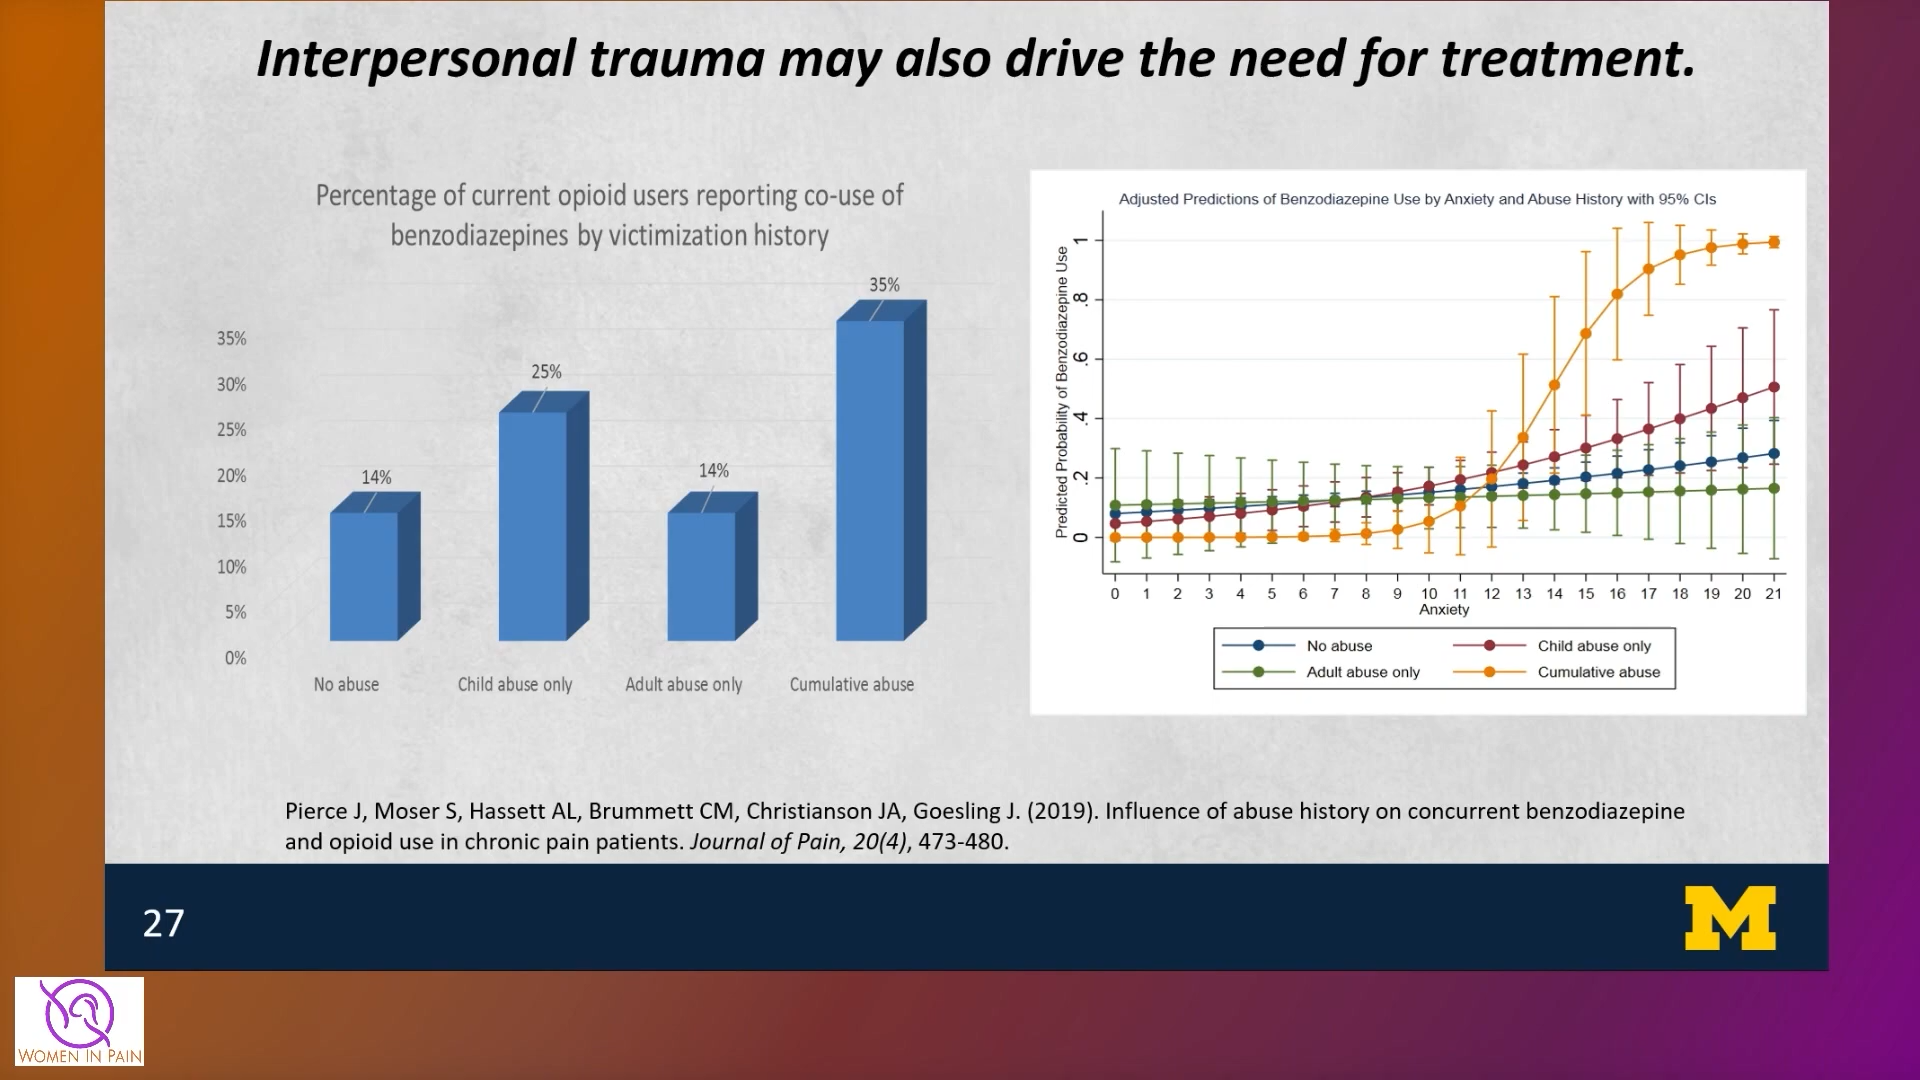 Interpersonal trauma may also drive the need for treatment.
Percentage of current opioid users reporting co-use of
benzodiazepines by victimization history
35%
30%
25%
20%
15%
10%
5%
0%
14%
25%
14%
35%
No abuse
Child abuse only
Adult abuse only
Cumulative abuse
Adjusted Predictions of Benzodiazepine Use by Anxiety and Abuse History with 95% CIs
Predicted Probability of Benzodiazepine Use
1
.8
.6
.4
.2
0
0 1 2 3 4 5 6 7 8 9 10 11 12 13 14 15 16 17 18 19 20 21
Anxiety
No abuse
Child abuse only
Adult abuse only
Cumulative abuse
Pierce J, Moser S, Hassett AL, Brummett CM, Christianson JA, Goesling J. (2019). Influence of abuse history on concurrent benzodiazepine
and opioid use in chronic pain patients. Journal of Pain, 20(4), 473-480.
27
M
WOMEN IN PAIN